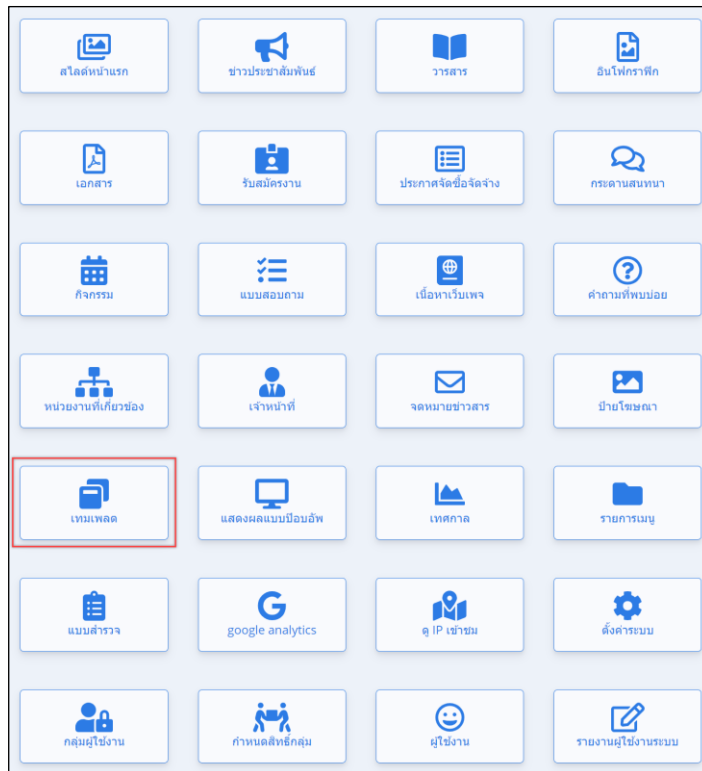 สไลด์หน้าแรก
ข่าวประชาสัมพันธ์
วารสาร
อินโฟกราฟิก
เอกสาร
รับสมัครงาน
ประกาศจัดซื้อจัดจ้าง
กระดานสนทนา
กิจกรรม
แบบสอบถาม
เนื้อหาเว็บเพจ
คำถามที่พบบ่อย
หน่วยงานที่เกี่ยวข้อง
เจ้าหน้าที่
จดหมายข่าวสาร
ป้ายโฆษณา
เทมเพลต
แสดงผลแบบป๊อบอัพ
เทศกาล
รายการเมนู
แบบสำรวจ
google analytics
ดู IP เข้าชม
ตั้งค่าระบบ
กลุ่มผู้ใช้งาน
กำหนดสิทธิ์กลุ่ม
ผู้ใช้งาน
รายงานผู้ใช้งานระบบ